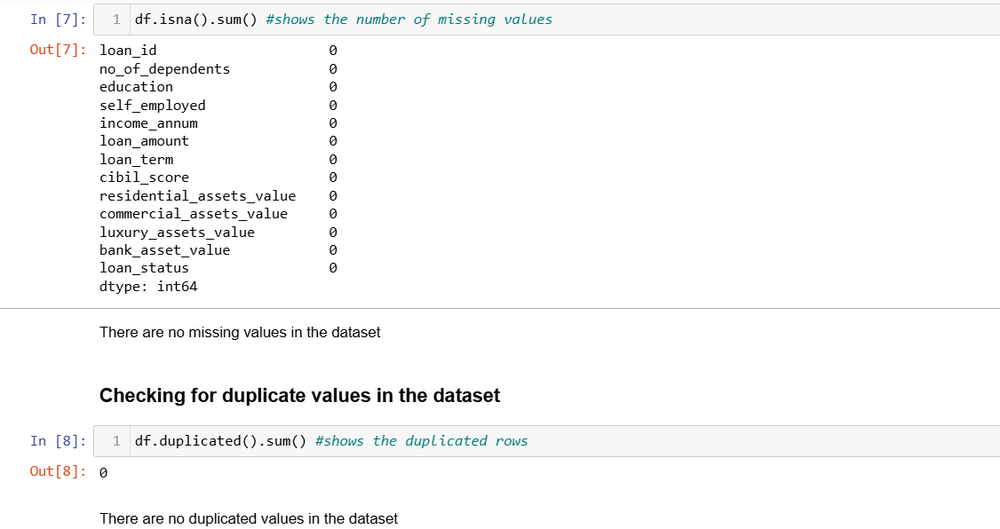 In [7]: 1 df.isna().sum() #shows the number of missing values
Out[7]: loan_id 0
no_of_dependents 0
education 0
self_employed 0
income_annum 0
loan_amount 0
loan_term 0
cibil_score 0
residential_assets_value 0
commercial_assets_value 0
luxury_assets_value 0
bank_asset_value 0
loan_status 0
dtype: int64
There are no missing values in the dataset
Checking for duplicate values in the dataset
In [8]: 1 df.duplicated().sum() #shows the duplicated rows
Out[8]: 0
There are no duplicated values in the dataset